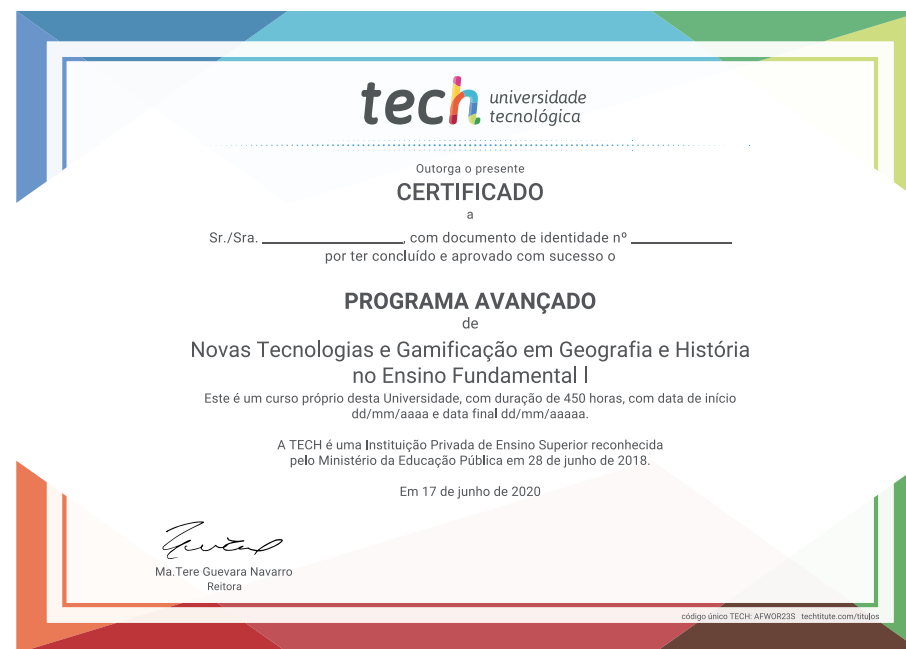 tech universidade
tecnológica
Outorga o presente
CERTIFICADO
a
Sr./Sra. ________________, com documento de identidade nº ____________
por ter concluído e aprovado com sucesso o
PROGRAMA AVANÇADO
de
Novas Tecnologias e Gamificação em Geografia e História
no Ensino Fundamental l
Este é um curso próprio desta Universidade, com duração de 450 horas, com data de início
dd/mm/aaaa e data final dd/mm/aaaaa.
A TECH é uma Instituição Privada de Ensino Superior reconhecida
pelo Ministério da Educação Pública em 28 de junho de 2018.
Em 17 de junho de 2020
Ma.Tere Guevara Navarro
Reitora
código único TECH: AFWOR23S techtitute.com/titulos